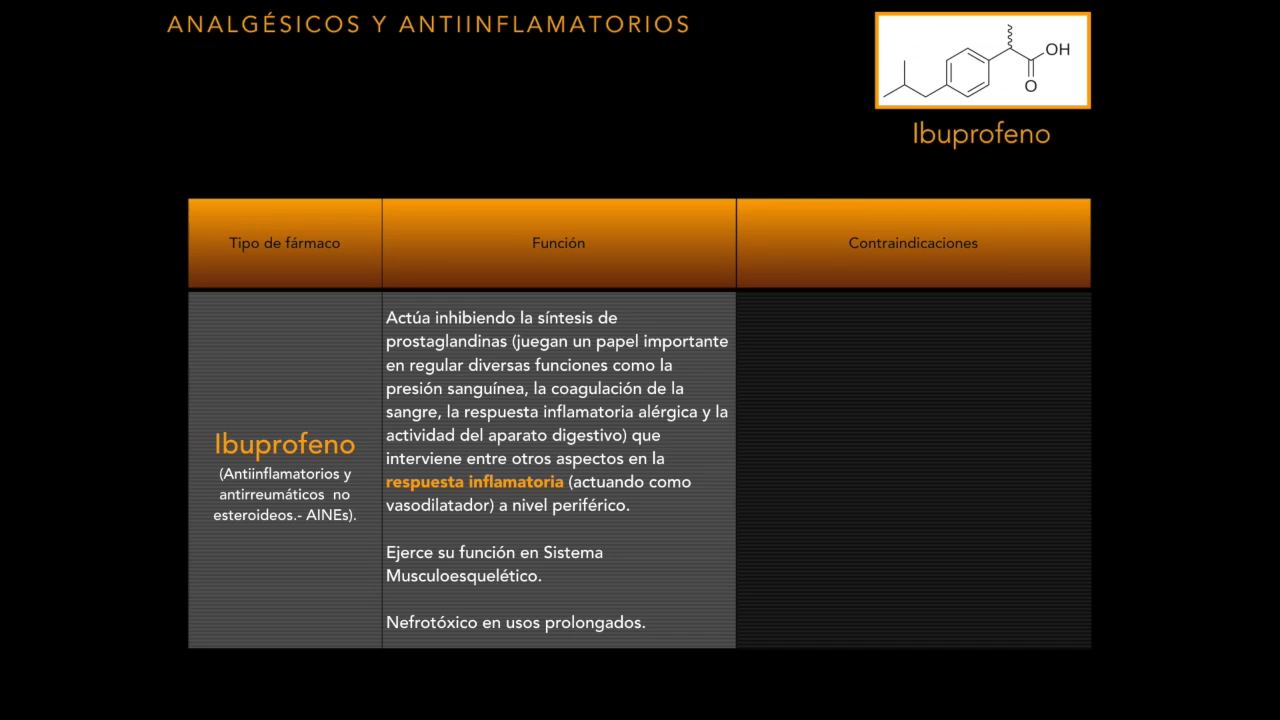 ANALGÉSICOS Y ANTIINFLAMATORIOS
OH
O
Ibuprofeno
Tipo de fármaco
Función
Contraindicaciones
Ibuprofeno
(Antiinflamatorios y
antirreumáticos no
esteroideos.- AINEs).
Actúa inhibiendo la síntesis de
prostaglandinas (juegan un papel importante
en regular diversas funciones como la
presión sanguínea, la coagulación de la
sangre, la respuesta inflamatoria alérgica y la
actividad del aparato digestivo) que
interviene entre otros aspectos en la
respuesta inflamatoria (actuando como
vasodilatador) a nivel periférico.
Ejerce su función en Sistema
Musculoesquelético.
Nefrotóxico en usos prolongados.